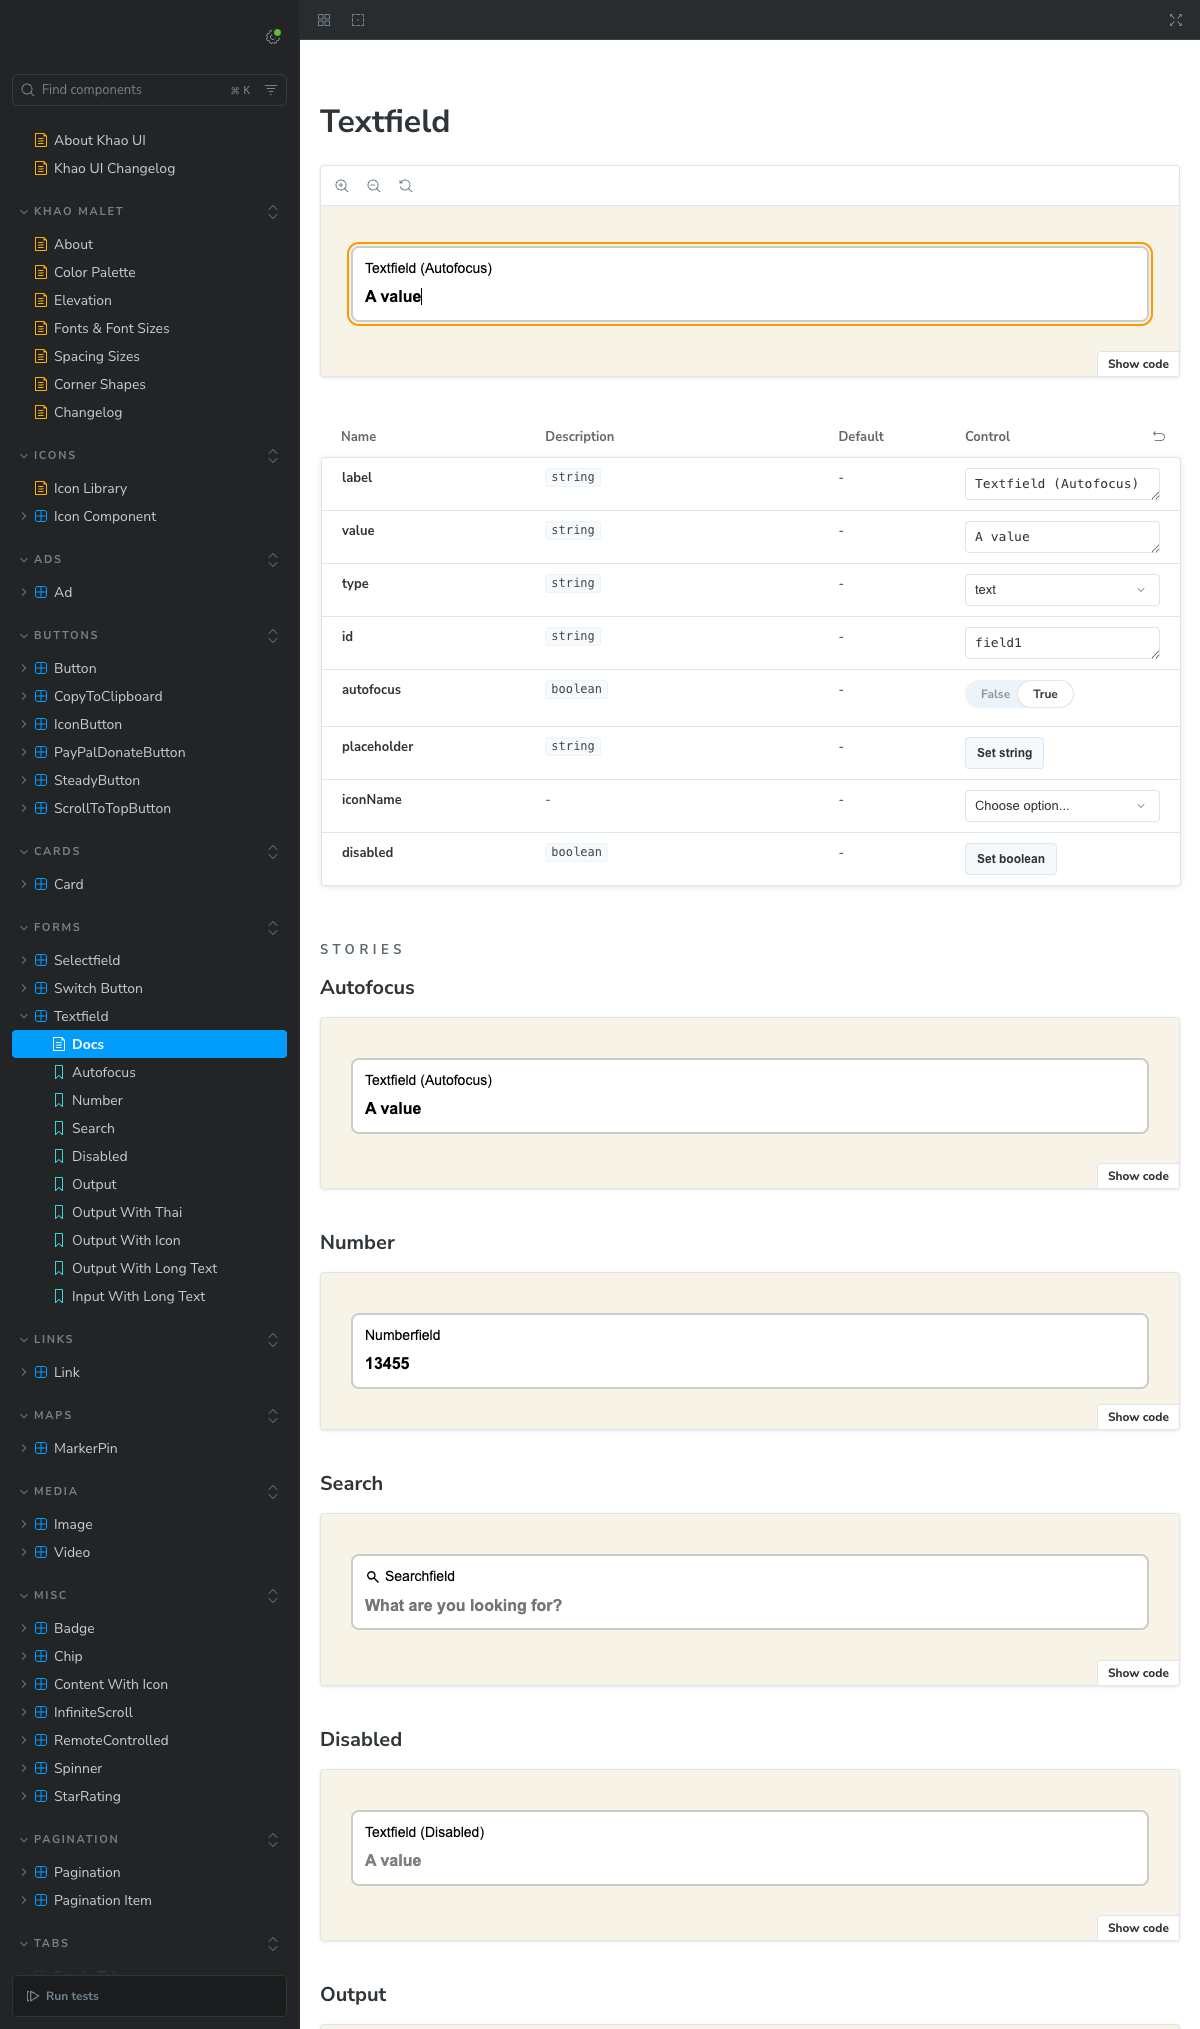 Find components
⌘ K
About Khao UI
Khao UI Changelog
KHAO MALET
About
Color Palette
Elevation
Fonts & Font Sizes
Spacing Sizes
Corner Shapes
Changelog
ICONS
Icon Library
Icon Component
ADS
Ad
BUTTONS
Button
CopyToClipboard
IconButton
PayPalDonateButton
SteadyButton
ScrollToTopButton
CARDS
Card
FORMS
Selectfield
Switch Button
Textfield
Docs
Autofocus
Number
Search
Disabled
Output
Output With Thai
Output With Icon
Output With Long Text
Input With Long Text
LINKS
Link
MAPS
MarkerPin
MEDIA
Image
Video
MISC
Badge
Chip
Content With Icon
InfiniteScroll
RemoteControlled
Spinner
StarRating
PAGINATION
Pagination
Pagination Item
TABS
Run tests
Textfield
Textfield (Autofocus)
A value
Show code
Name Description Default Control
label string - Textfield (Autofocus)
value string - A value
type string - text
id string - field1
autofocus boolean - False True
placeholder string - Set string
iconName - - Choose option...
disabled boolean - Set boolean
STORIES
Autofocus
Textfield (Autofocus)
A value
Show code
Number
Numberfield
13455
Show code
Search
Searchfield
What are you looking for?
Show code
Disabled
Textfield (Disabled)
A value
Show code
Output